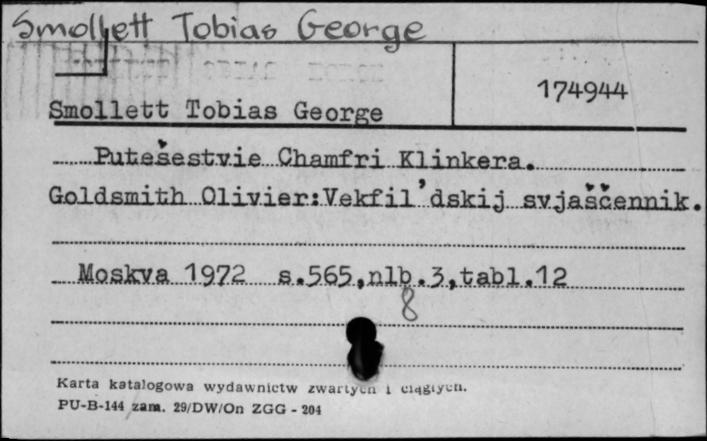 Smollett Tobias George
174944
Smollett Tobias George
Putešestvie Chamfri Klinkera.
Goldsmith Olivier:Vekfil'dskij svjaščennik.
Moskva 1972 s.565,nlb.3,tabl.12
8
Karta katalogowa wydawnictw zwartych i ciągłych.
PU-B-144 zam. 29/DW/On ZGG - 204